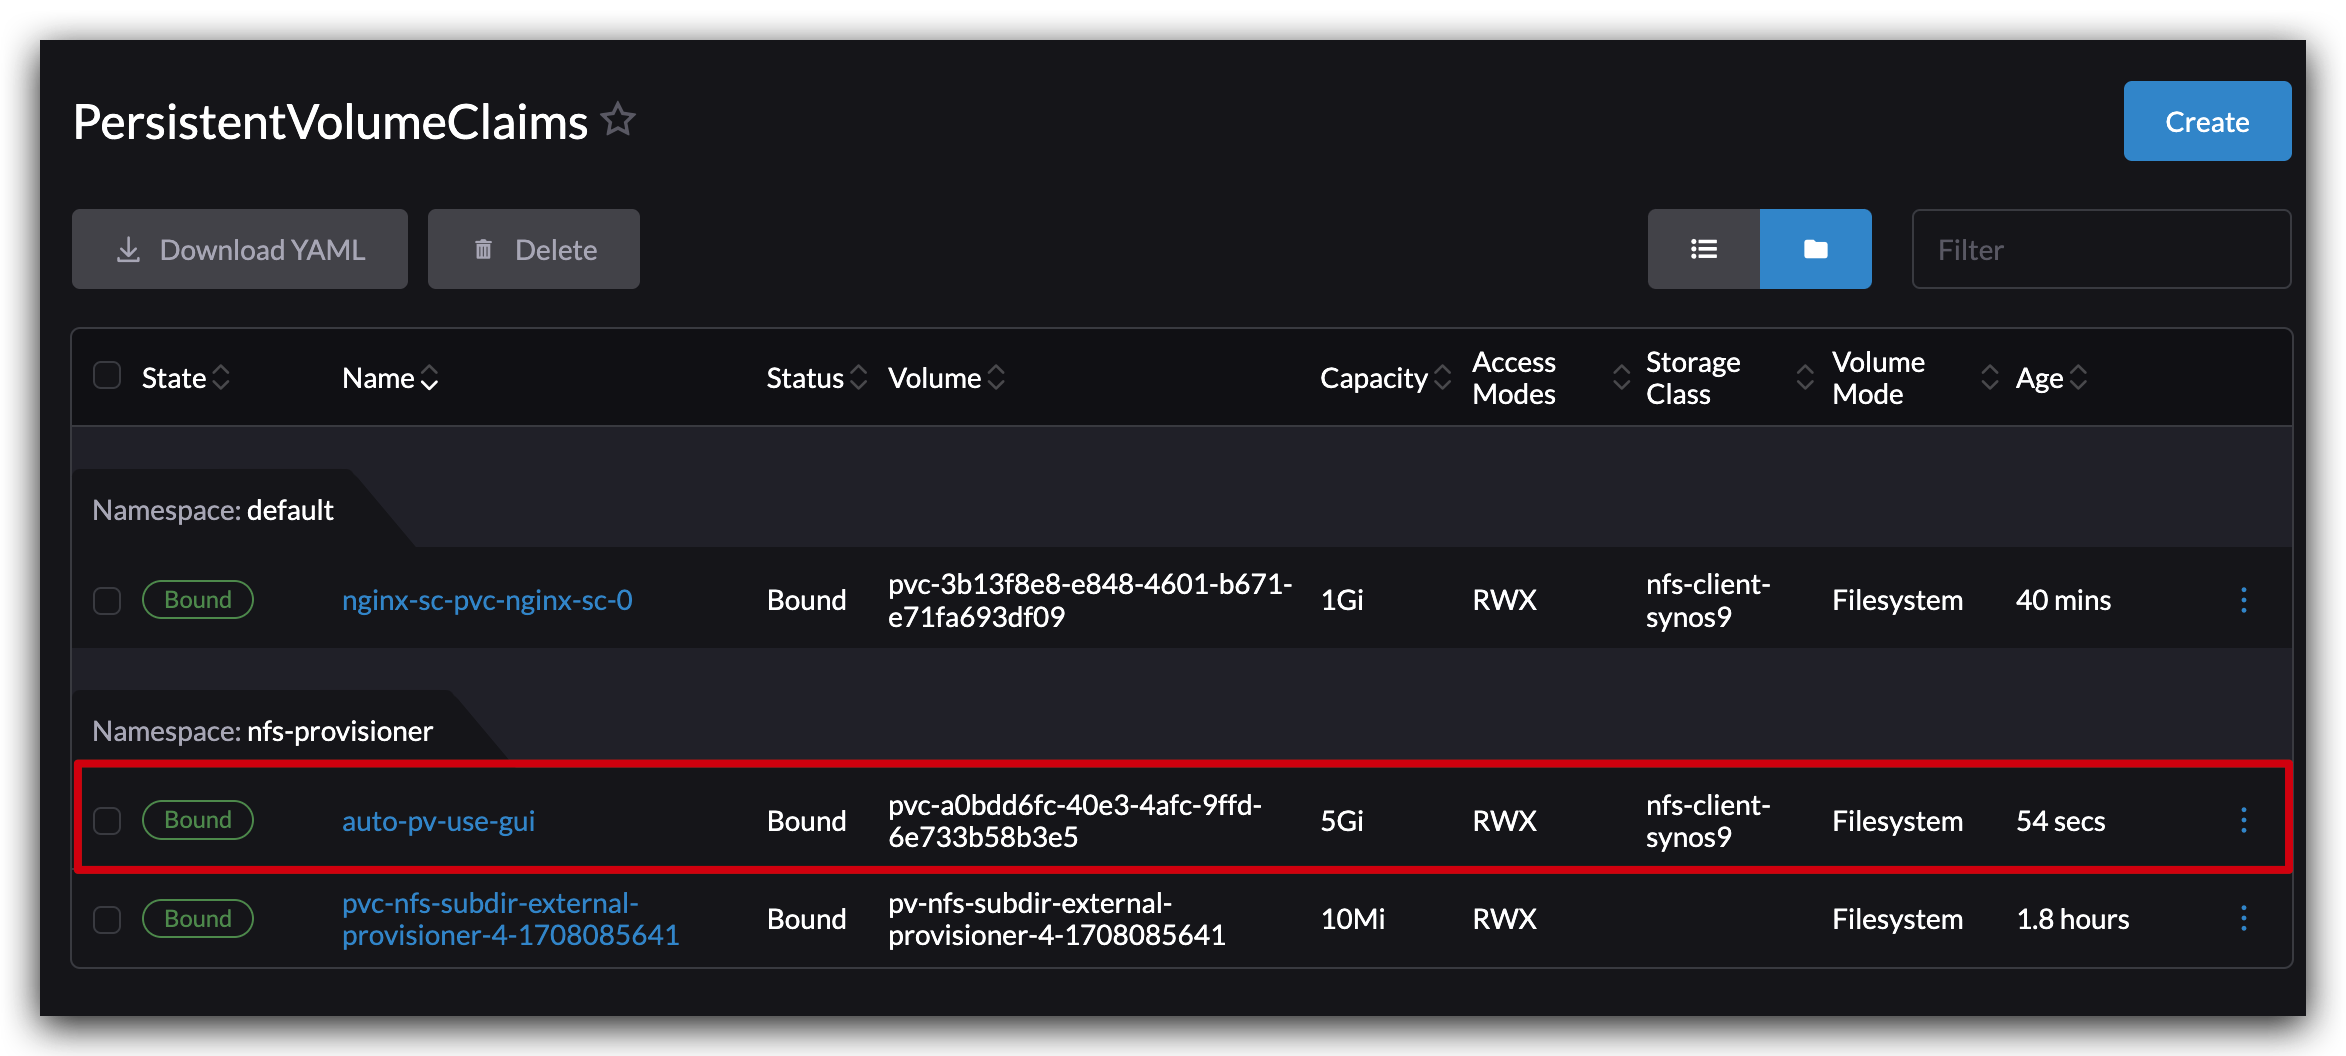 PersistentVolumeClaims
Create
Download YAML Delete Filter
State Name Status Volume Capacity Access Modes Storage Class Volume Mode Age
Namespace: default
Bound nginx-sc-pvc-nginx-sc-0 Bound pvc-3b13f8e8-e848-4601-b671-e71fa693df09 1Gi RWX nfs-client-synos9 Filesystem 40 mins
Namespace: nfs-provisioner
Bound auto-pv-use-gui Bound pvc-a0bdd6fc-40e3-4afc-9ffd-6e733b58b3e5 5Gi RWX nfs-client-synos9 Filesystem 54 secs
Bound pvc-nfs-subdir-external-provisioner-4-1708085641 Bound pv-nfs-subdir-external-provisioner-4-1708085641 10Mi RWX Filesystem 1.8 hours